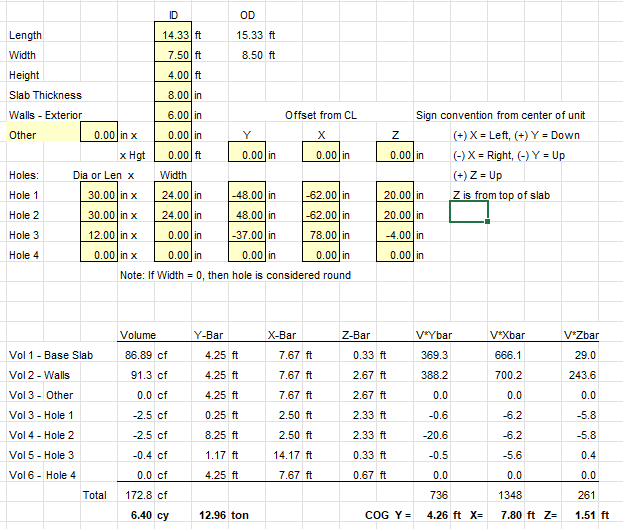 ID OD
Length 14.33 ft 15.33 ft
Width 7.50 ft 8.50 ft
Height 4.00 ft
Slab Thickness 8.00 in
Walls - Exterior 6.00 in Offset from CL Sign convention from center of unit
Other 0.00 in x 0.00 in Y X Z (+) X = Left, (+) Y = Down
x Hgt 0.00 ft 0.00 in 0.00 in 0.00 in (-) X = Right, (-) Y = Up
Holes: Dia or Len x Width (+) Z = Up
Hole 1 30.00 in x 24.00 in -48.00 in -62.00 in 20.00 in Z is from top of slab
Hole 2 30.00 in x 24.00 in 48.00 in -62.00 in 20.00 in
Hole 3 12.00 in x 0.00 in -37.00 in 78.00 in -4.00 in
Hole 4 0.00 in x 0.00 in 0.00 in 0.00 in 0.00 in
Note: If Width = 0, then hole is considered round
Volume Y-Bar X-Bar Z-Bar V*Ybar V*Xbar V*Zbar
Vol 1 - Base Slab 86.89 cf 4.25 ft 7.67 ft 0.33 ft 369.3 666.1 29.0
Vol 2 - Walls 91.3 cf 4.25 ft 7.67 ft 2.67 ft 388.2 700.2 243.6
Vol 3 - Other 0.0 cf 4.25 ft 7.67 ft 2.67 ft 0.0 0.0 0.0
Vol 3 - Hole 1 -2.5 cf 0.25 ft 2.50 ft 2.33 ft -0.6 -6.2 -5.8
Vol 4 - Hole 2 -2.5 cf 8.25 ft 2.50 ft 2.33 ft -20.6 -6.2 -5.8
Vol 5 - Hole 3 -0.4 cf 1.17 ft 14.17 ft 0.33 ft -0.5 -5.6 0.4
Vol 6 - Hole 4 0.0 cf 4.25 ft 7.67 ft 0.67 ft 0.0 0.0 0.0
Total 172.8 cf 736 1348 261
6.40 cy 12.96 ton COG Y = 4.26 ft X= 7.80 ft Z= 1.51 ft